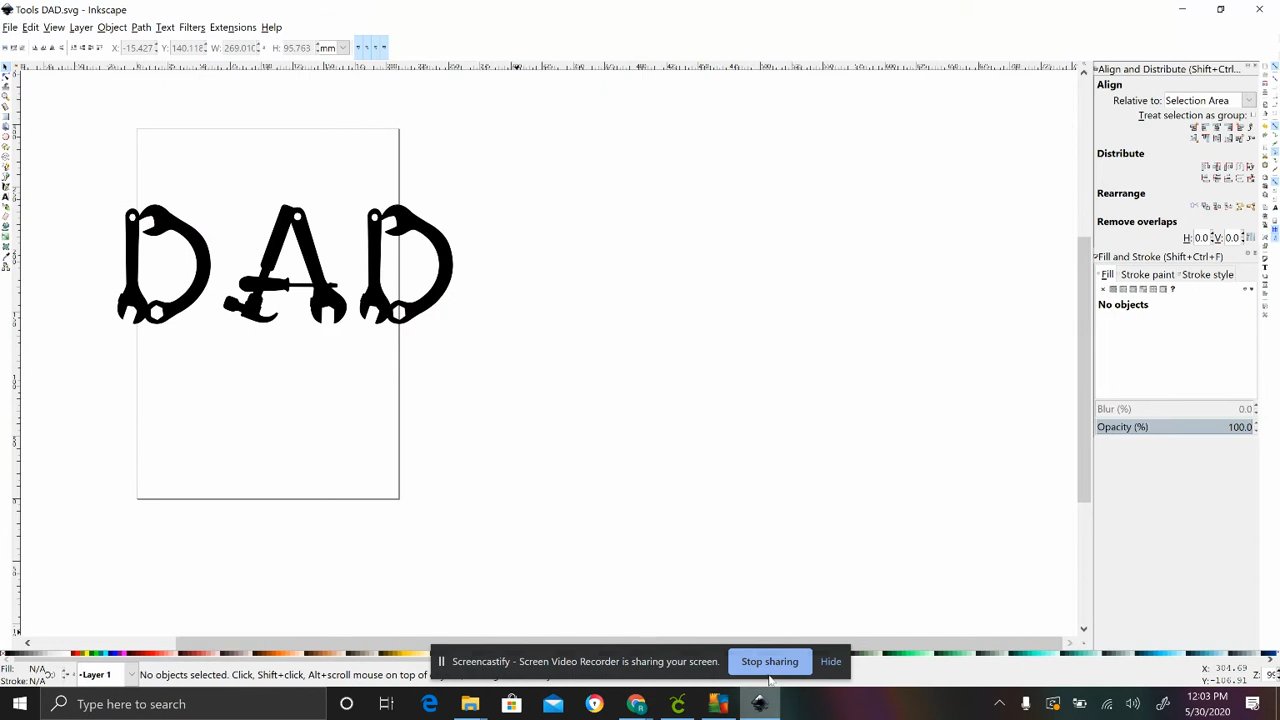 Tools DAD.svg - Inkscape
File Edit View Layer Object Path Text Filters Extensions Help
X: -15.427 Y: 140.118 W: 269.010 H: 95.763 mm
Align and Distribute (Shift+Ctrl...
Align
Relative to: Selection Area
Treat selection as group:
Distribute
Rearrange
Remove overlaps
H: 0.0 V: 0.0
Fill and Stroke (Shift+Ctrl+F)
Fill Stroke paint Stroke style
No objects
Blur (%) 0.0
Opacity (%) 100.0
DAD
Screencastify - Screen Video Recorder is sharing your screen. Stop sharing Hide
Fill: N/A
Stroke: N/A
Layer 1
No objects selected. Click, Shift+click, Alt+scroll mouse on top of
X: 304.69
Y: -106.91
Z:
Type here to search
12:03 PM
5/30/2020